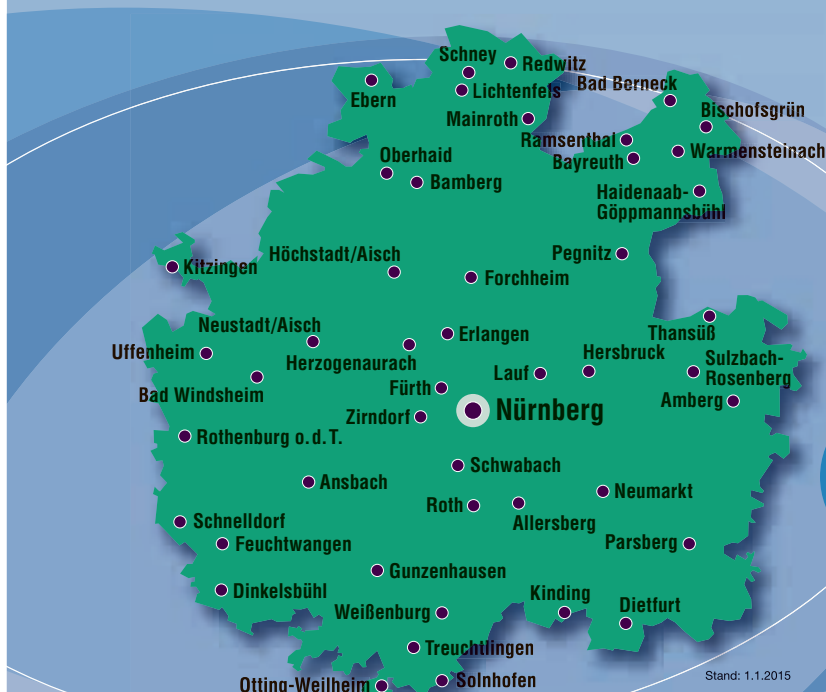 Schney
Redwitz
Ebern
Lichtenfels
Bad Berneck
Mainroth
Bischofsgrün
Ramsenthal
Warmensteinach
Bayreuth
Oberhaid
Bamberg
Haidenaab-
Göppmannsbühl
Kitzingen
Höchstadt/Aisch
Forchheim
Pegnitz
Neustadt/Aisch
Erlangen
Thansüß
Uffenheim
Herzogenaurach
Hersbruck
Sulzbach-
Rosenberg
Lauf
Bad Windsheim
Fürth
Amberg
Zirndorf
Nürnberg
Rothenburg o.d.T.
Schwabach
Ansbach
Neumarkt
Roth
Allersberg
Schnelldorf
Feuchtwangen
Parsberg
Gunzenhausen
Dinkelsbühl
Kinding
Weißenburg
Dietfurt
Treuchtlingen
Otting-Weilheim
Solnhofen
Stand: 1.1.2015